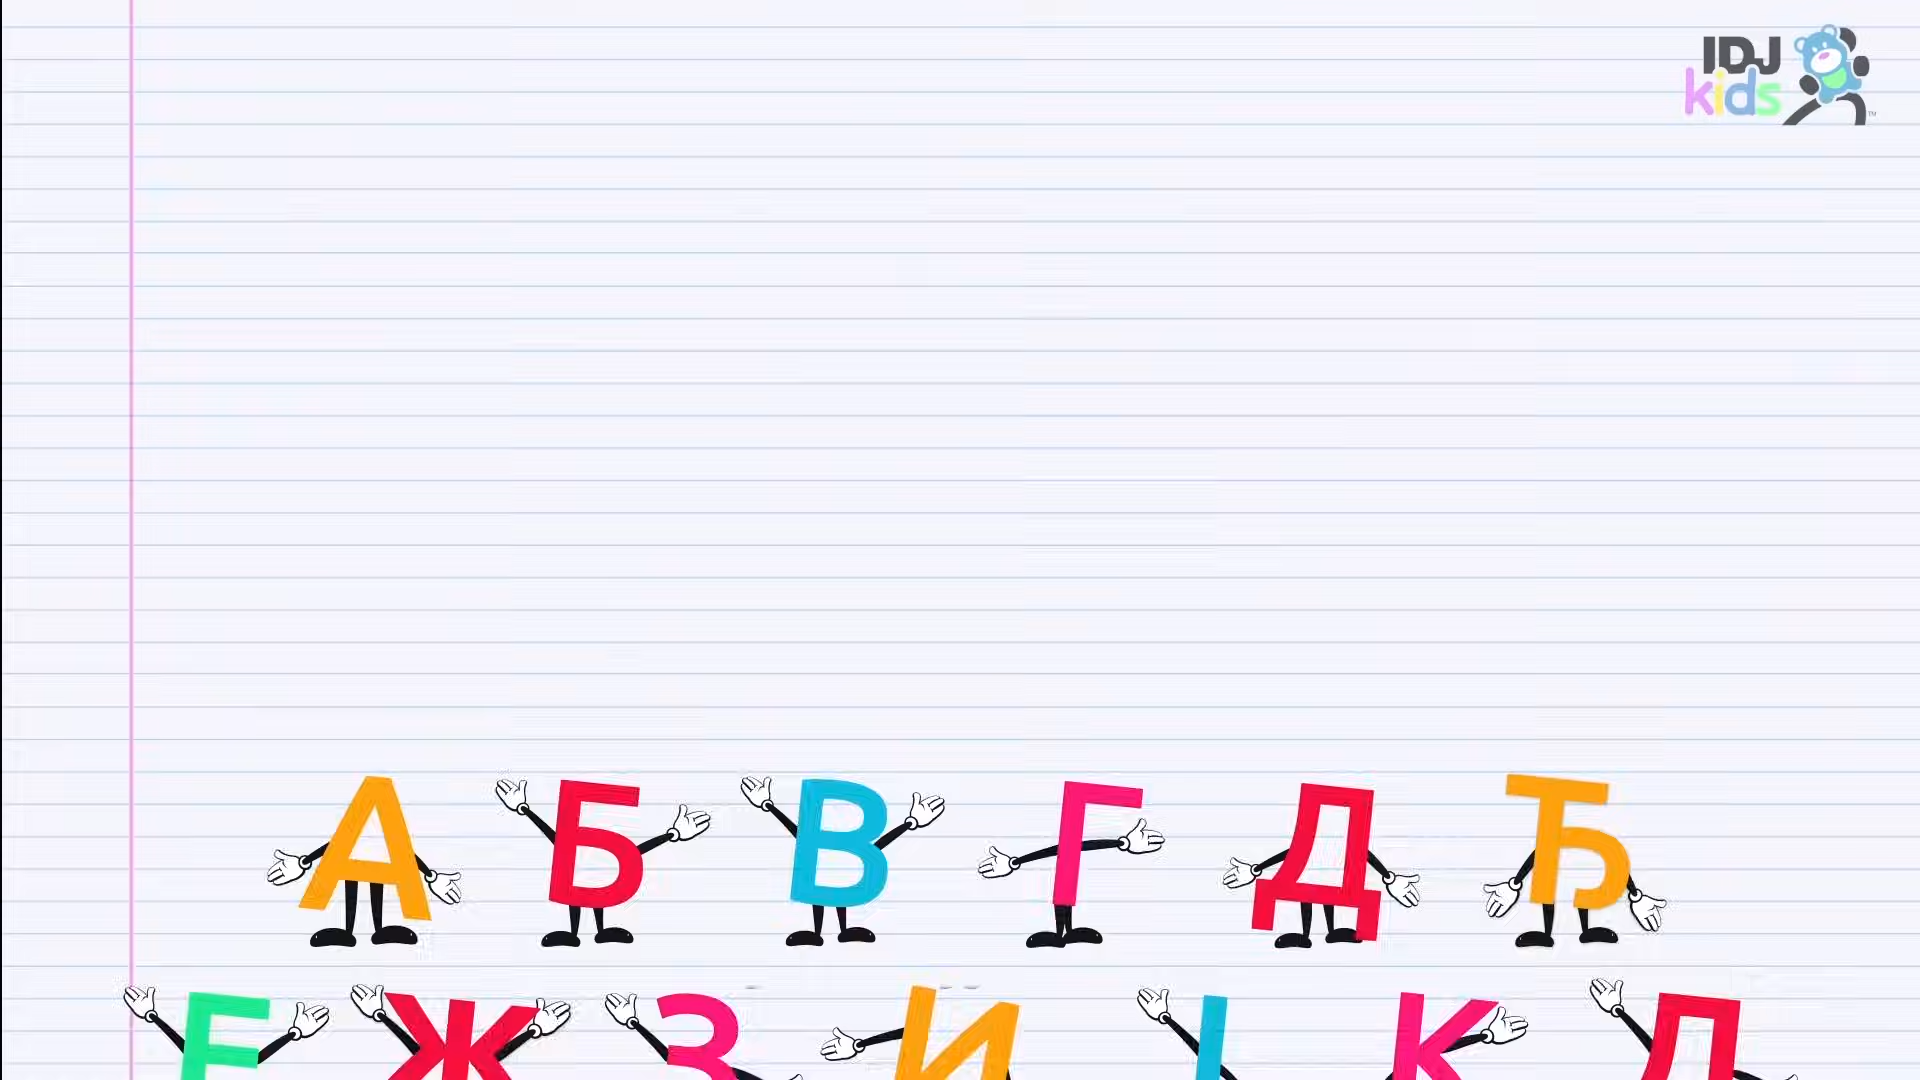 IDJ
kids
А Б В Г Д Ђ
Е Ж З И Ј К Л